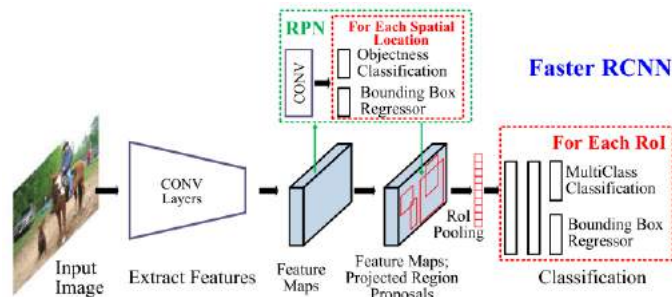 RPN
For Each Spatial
Location
CONV
Objectness
Classification
Bounding Box
Regressor
Faster RCNN
For Each RoI
CONV
Layers
MultiClass
Classification
RoI
Pooling
Bounding Box
Regressor
Input
Image
Extract Features
Feature
Maps
Feature Maps;
Projected Region
Proposals
Classification